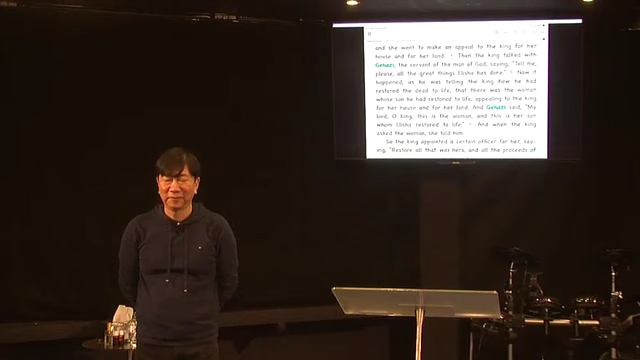 and she went to make an appeal to the king for her
house and for her land. Then the king talked with
Gehazi, the servant of the man of God, saying, "Tell me,
please, all the great things Elisha has done." Now it
happened, as he was telling the king how he had
restored the dead to life, that there was the woman
whose son he had restored to life, appealing to the king
for her house and for her land. And Gehazi said, "My
lord, O king, this is the woman, and this is her son
whom Elisha restored to life." And when the king
asked the woman, she told him.
So the king appointed a certain officer for her, say-
ing, "Restore all that was hers, and all the proceeds of